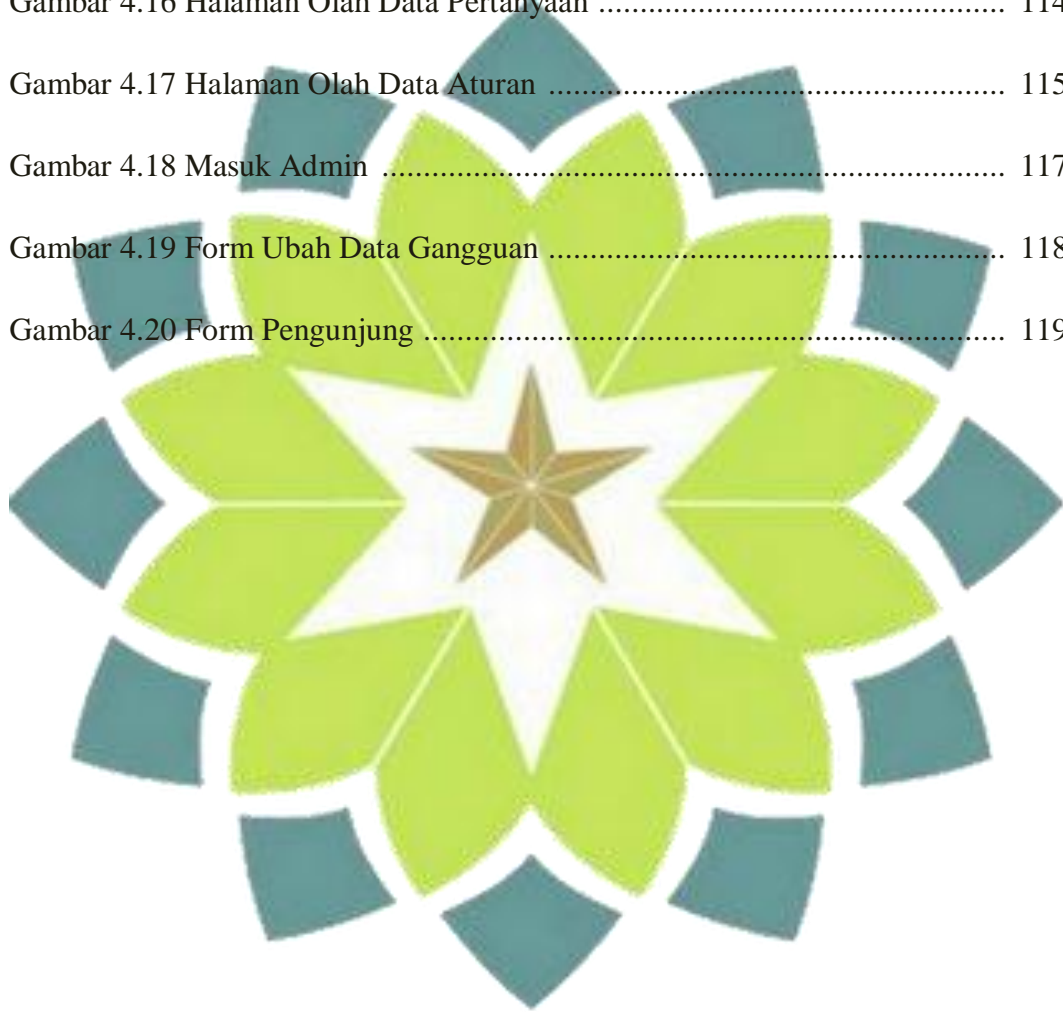 Gambar 4.16 Halaman Olah Data Pertanyaan .................................................. 114
Gambar 4.17 Halaman Olah Data Aturan ........................................................ 115
Gambar 4.18 Masuk Admin ............................................................................ 117
Gambar 4.19 Form Ubah Data Gangguan ........................................................ 118
Gambar 4.20 Form Pengunjung ....................................................................... 119